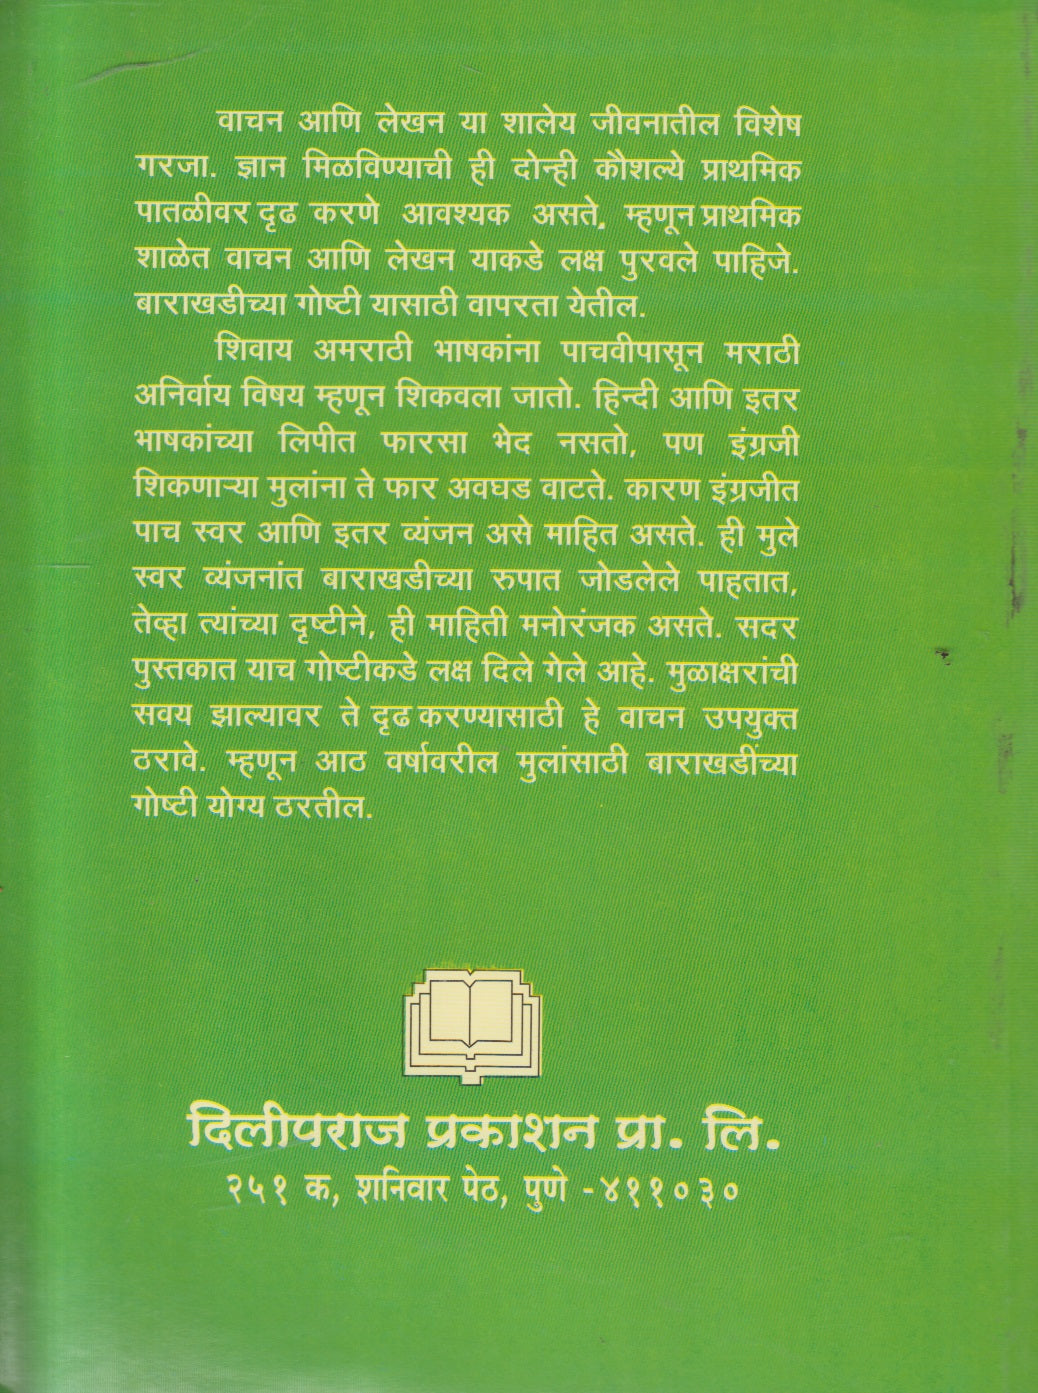 वाचन आणि लेखन या शालेय जीवनातील विशेष
गरजा. ज्ञान मिळविण्याची ही दोन्ही कौशल्ये प्राथमिक
पातळीवर दृढ करणे आवश्यक असते, म्हणून प्राथमिक
शाळेत वाचन आणि लेखन याकडे लक्ष पुरवले पाहिजे.
बाराखडीच्या गोष्टी यासाठी वापरता येतील.
शिवाय अमराठी भाषकांना पाचवीपासून मराठी
अनिर्वाय विषय म्हणून शिकवला जातो. हिन्दी आणि इतर
भाषकांच्या लिपीत फारसा भेद नसतो, पण इंग्रजी
शिकणाऱ्या मुलांना ते फार अवघड वाटते. कारण इंग्रजीत
पाच स्वर आणि इतर व्यंजन असे माहित असते. ही मुले
स्वर व्यंजनांत बाराखडीच्या रुपात जोडलेले पाहतात,
तेव्हा त्यांच्या दृष्टीने, ही माहिती मनोरंजक असते. सदर
पुस्तकात याच गोष्टीकडे लक्ष दिले गेले आहे. मुळाक्षरांची
सवय झाल्यावर ते दृढ करण्यासाठी हे वाचन उपयुक्त
ठरावे. म्हणून आठ वर्षावरील मुलांसाठी बाराखडींच्या
गोष्टी योग्य ठरतील.
दिलीपराज प्रकाशन प्रा. लि.
२५१ क, शनिवार पेठ, पुणे -४११०३०